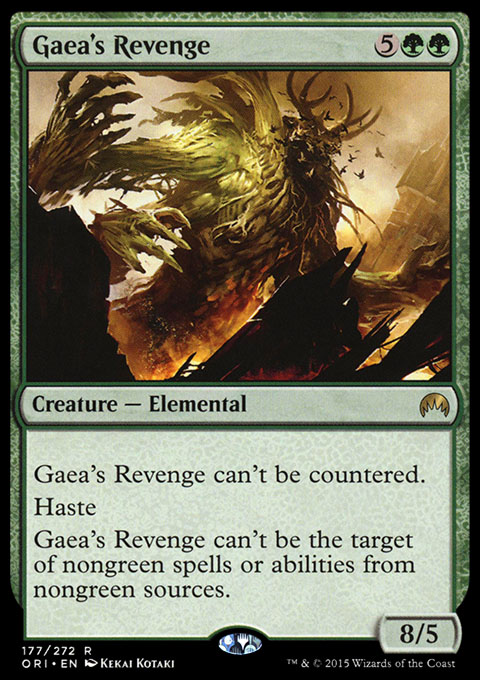 Gaea's Revenge 5
Creature — Elemental
Gaea's Revenge can't be countered.
Haste
Gaea's Revenge can't be the target
of nongreen spells or abilities from
nongreen sources.
8/5
177/272 R
ORI • EN Kekai Kotaki
™ & © 2015 Wizards of the Coast